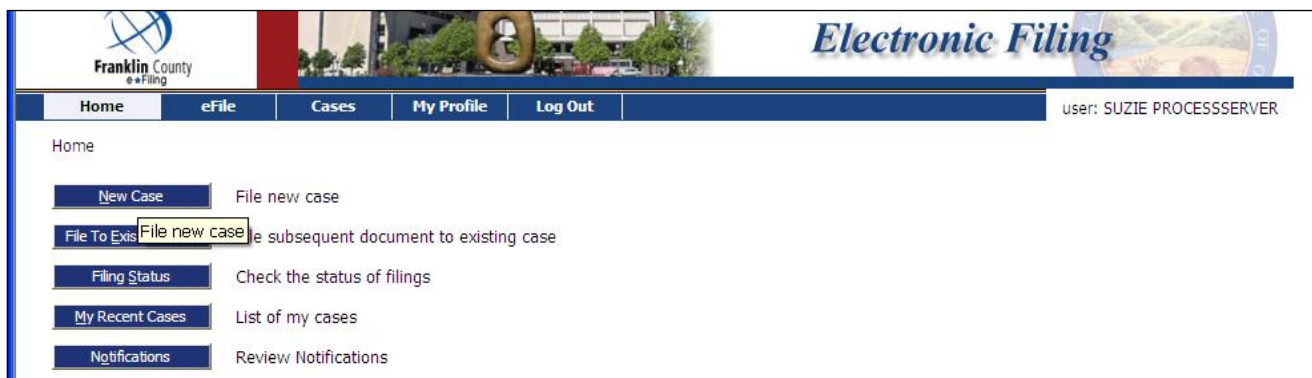 Franklin County
e★Filing
Electronic Filing
Home eFile Cases My Profile Log Out user: SUZIE PROCESSSERVER
Home
New Case File new case
File To Exis File new case le subsequent document to existing case
Filing Status Check the status of filings
My Recent Cases List of my cases
Notifications Review Notifications